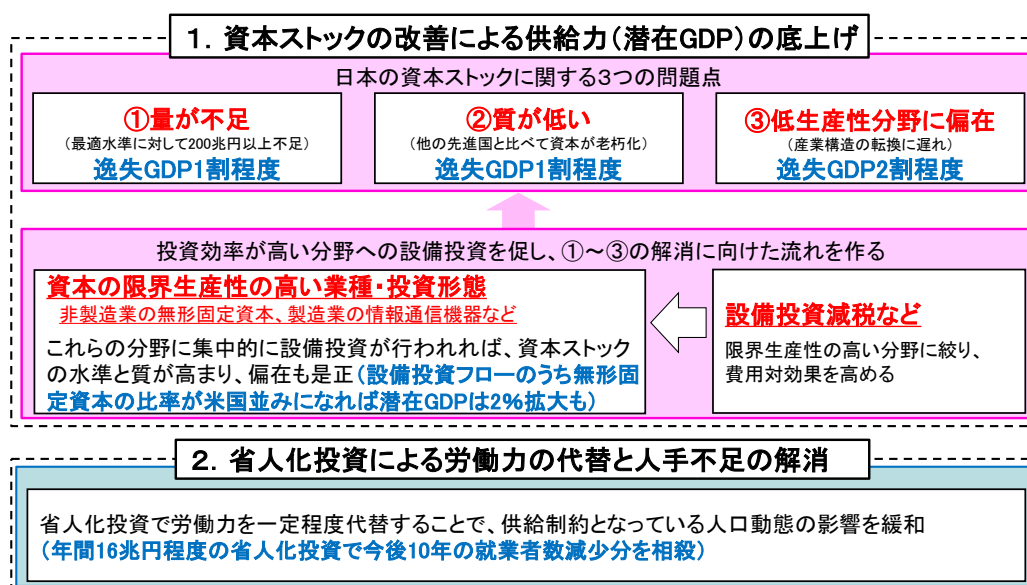 1．資本ストックの改善による供給力（潜在GDP）の底上げ
日本の資本ストックに関する3つの問題点
①量が不足
（最適水準に対して200兆円以上不足）
逸失GDP1割程度
②質が低い
（他の先進国と比べて資本が老朽化）
逸失GDP1割程度
③低生産性分野に偏在
（産業構造の転換に遅れ）
逸失GDP2割程度
投資効率が高い分野への設備投資を促し、①～③の解消に向けた流れを作る
資本の限界生産性の高い業種・投資形態
非製造業の無形固定資本、製造業の情報通信機器など
これらの分野に集中的に設備投資が行われれば、資本ストック
の水準と質が高まり、偏在も是正（設備投資フローのうち無形固
定資本の比率が米国並みになれば潜在GDPは2%拡大も）
設備投資減税など
限界生産性の高い分野に絞り、
費用対効果を高める
2．省人化投資による労働力の代替と人手不足の解消
省人化投資で労働力を一定程度代替することで、供給制約となっている人口動態の影響を緩和
（年間16兆円程度の省人化投資で今後10年の就業者数減少分を相殺）